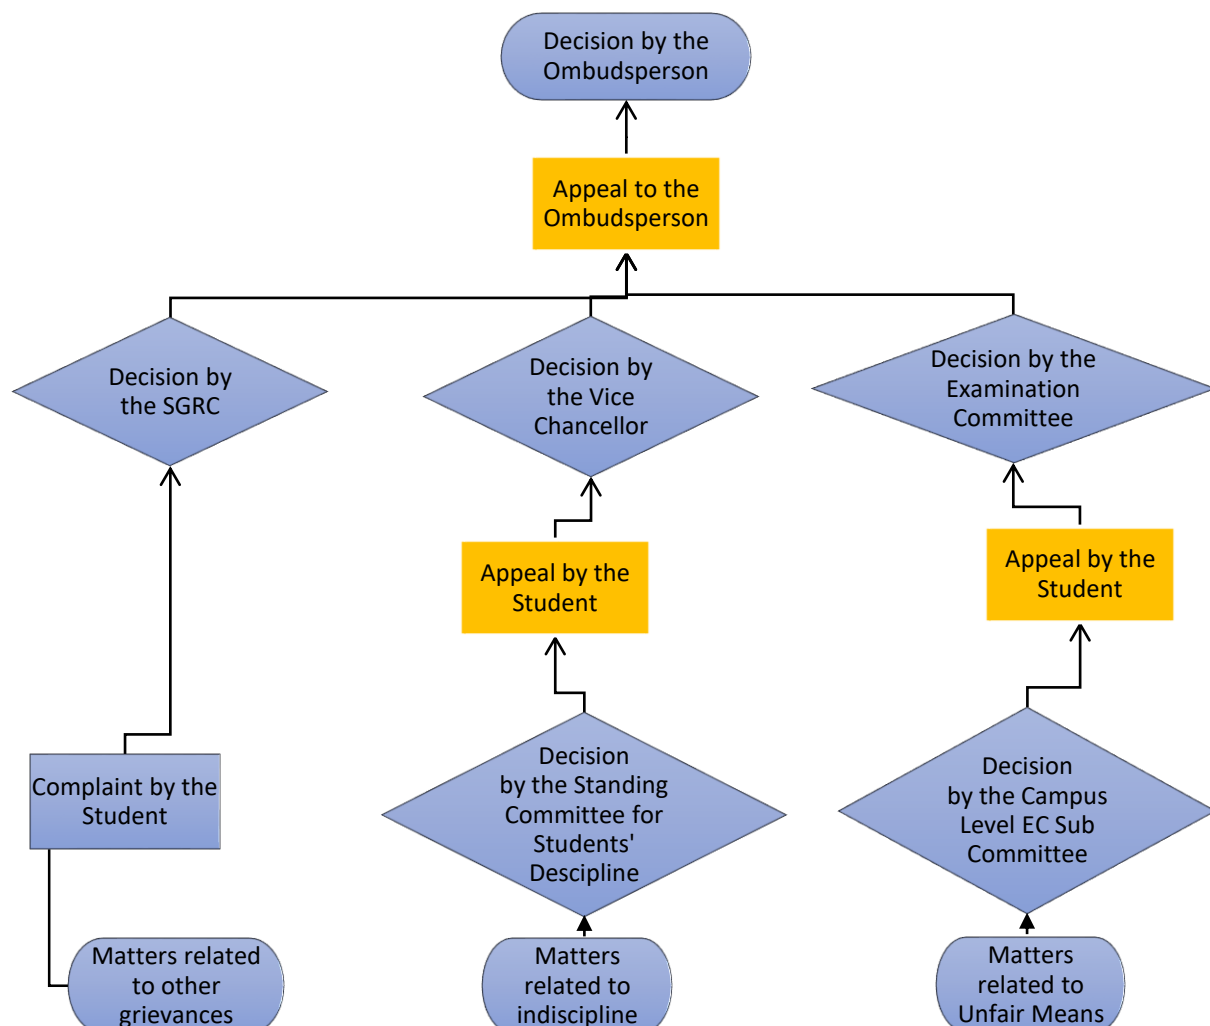 Decision by the
Ombudsperson
Appeal to the
Ombudsperson
Decision by
the SGRC
Decision by
the Vice
Chancellor
Decision by the
Examination
Committee
Appeal by the
Student
Appeal by the
Student
Complaint by the
Student
Decision
by the Standing
Committee for
Students'
Descipline
Decision
by the Campus
Level EC Sub
Committee
Matters related
to other
grievances
Matters
related to
indiscipline
Matters
related to
Unfair Means